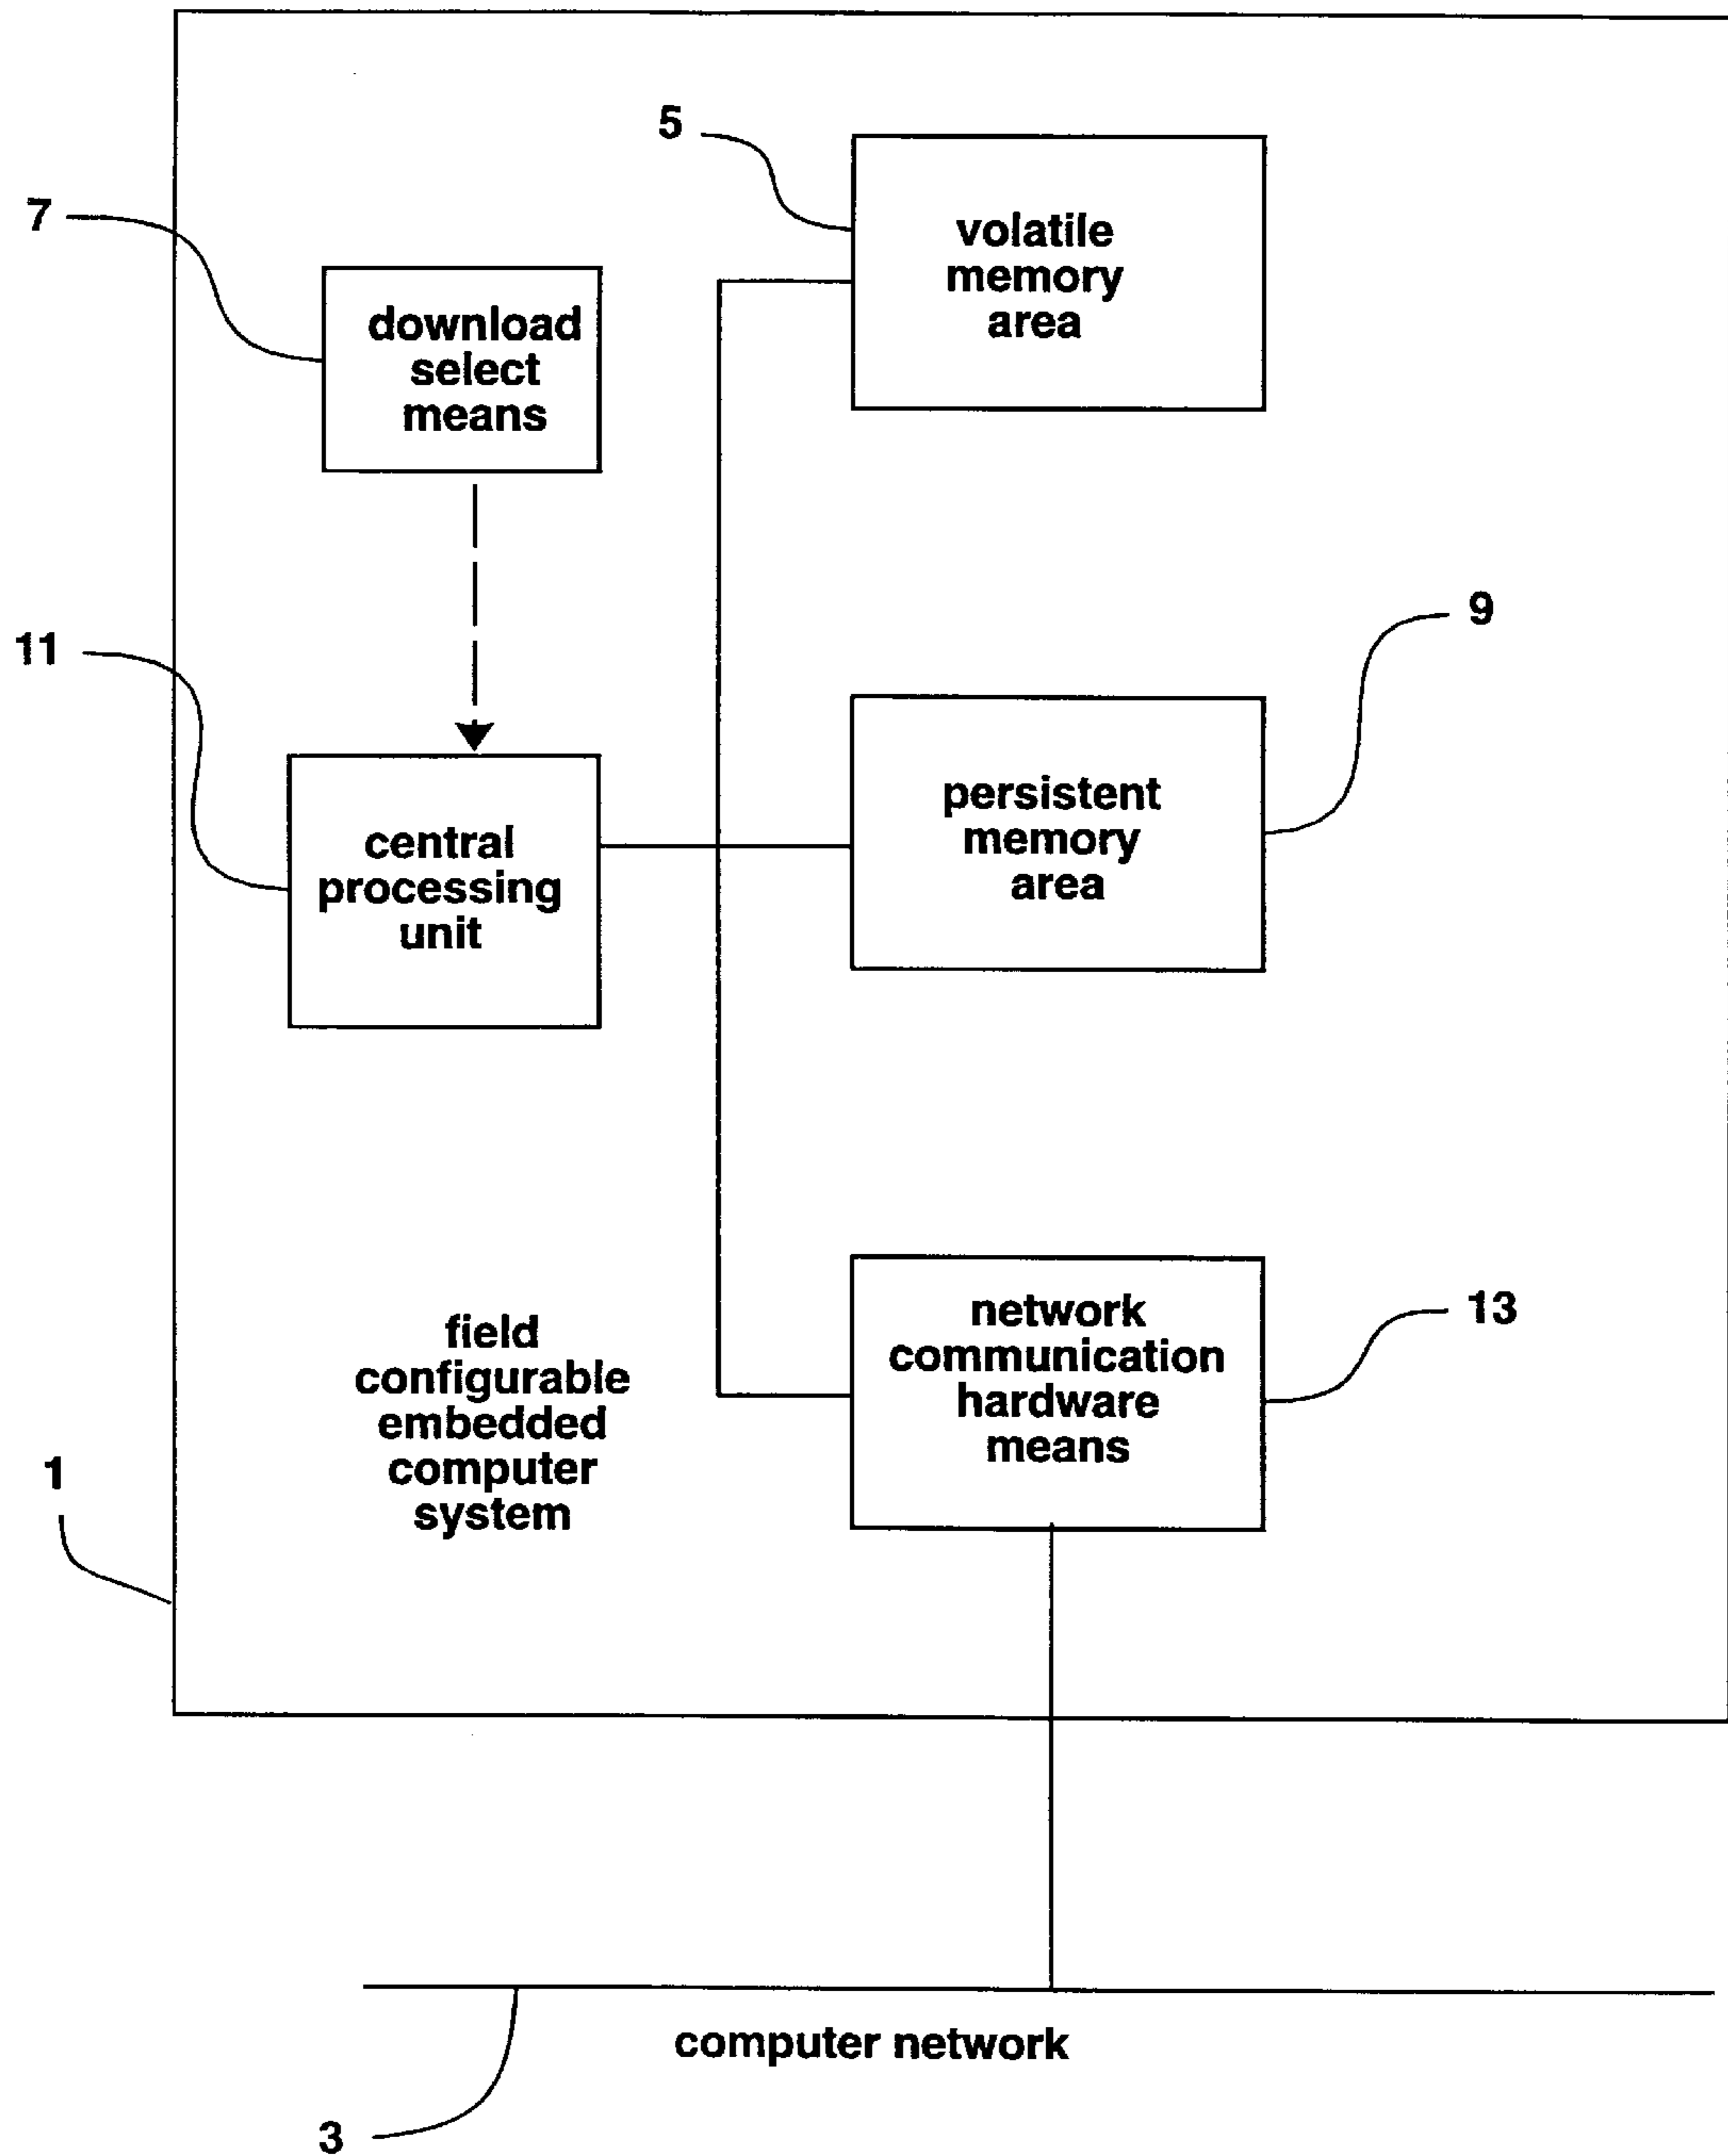 5
volatile
memory
area
7
download
select
means
9
11
persistent
memory
area
central
processing
unit
13
network
communication
hardware
means
field
configurable
embedded
computer
system
1
computer network
3